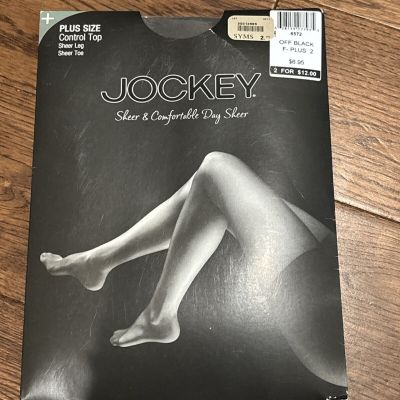 PLUS SIZE
Control Top
Sheer Leg
Sheer Toe
SYMS
6572
OFF BLACK
F- PLUS 2
$6.95
2 FOR $12.00
JOCKEY®
Sheer & Comfortable Day Sheer